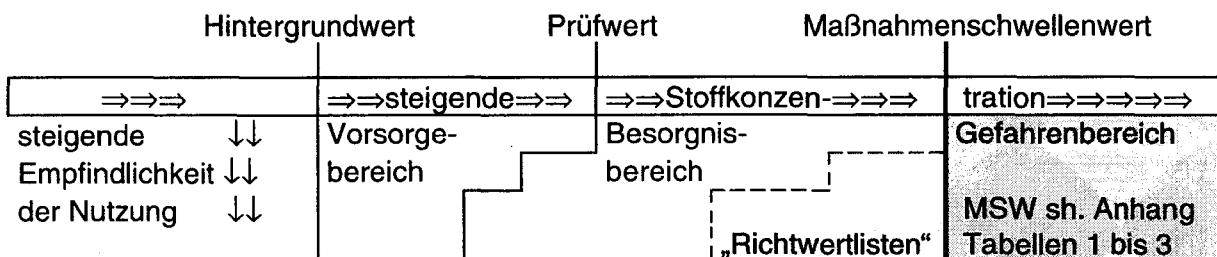 Hintergrundwert Prüfwert Maßnahmenschwellenwert
⇒⇒⇒ ⇒⇒steigende⇒⇒ ⇒⇒Stoffkonzen-⇒⇒⇒ tration⇒⇒⇒⇒⇒
steigende ↓↓ Vorsorge- Besorgnis- Gefahrenbereich
Empfindlichkeit ↓↓ bereich bereich
der Nutzung ↓↓ MSW sh. Anhang
„Richtwertlisten“ Tabellen 1 bis 3